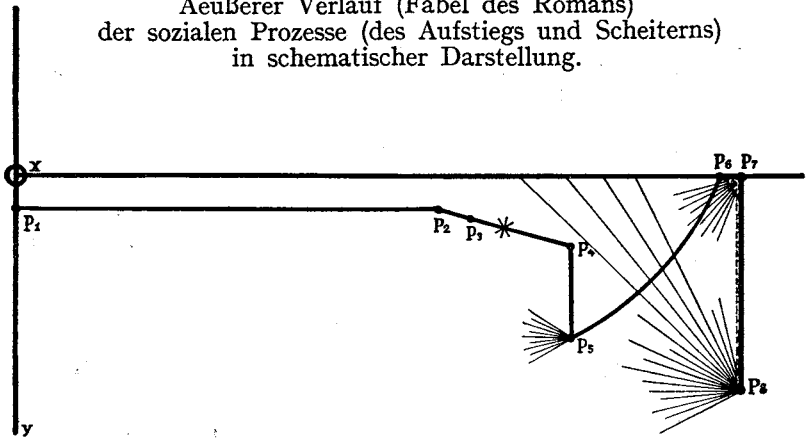 Aeußerer Verlauf (Fabel des Romans)
der sozialen Prozesse (des Aufstiegs und Scheiterns)
in schematischer Darstellung.
x
P6 P7
P1
P2
P3
P4
P5
P8
y